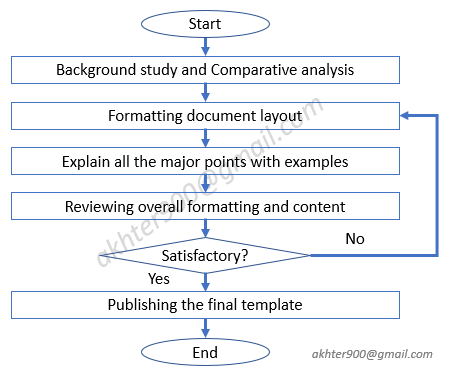 Start
Background study and Comparative analysis
Formatting document layout
Explain all the major points with examples
Reviewing overall formatting and content
Satisfactory?
No
Yes
Publishing the final template
End
akhter900@gmail.com
akhter900@gmail.com